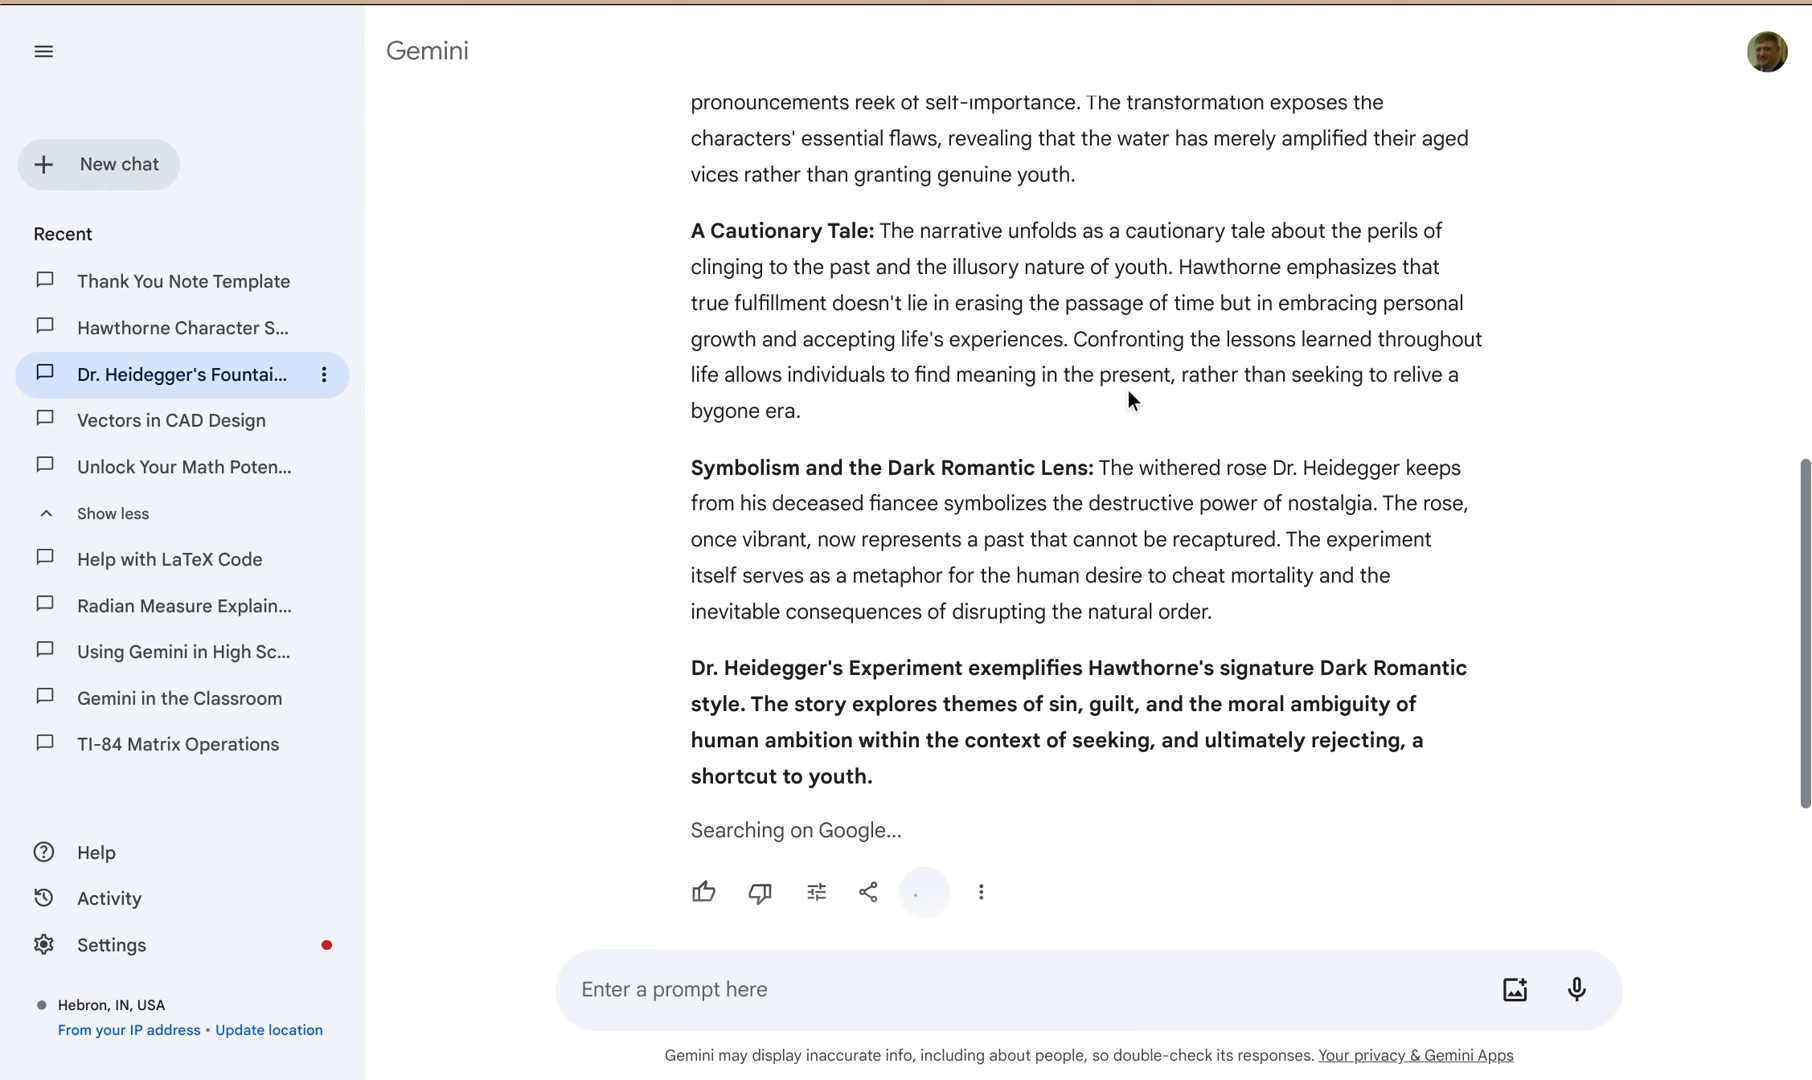 Gemini
New chat
Recent
Thank You Note Template
Hawthorne Character S...
Dr. Heidegger's Fountai...
Vectors in CAD Design
Unlock Your Math Poten...
Show less
Help with LaTeX Code
Radian Measure Explain...
Using Gemini in High Sc...
Gemini in the Classroom
TI-84 Matrix Operations
Help
Activity
Settings
Hebron, IN, USA
From your IP address • Update location
pronouncements reek of self-importance. The transformation exposes the
characters' essential flaws, revealing that the water has merely amplified their aged
vices rather than granting genuine youth.
A Cautionary Tale: The narrative unfolds as a cautionary tale about the perils of
clinging to the past and the illusory nature of youth. Hawthorne emphasizes that
true fulfillment doesn't lie in erasing the passage of time but in embracing personal
growth and accepting life's experiences. Confronting the lessons learned throughout
life allows individuals to find meaning in the present, rather than seeking to relive a
bygone era.
Symbolism and the Dark Romantic Lens: The withered rose Dr. Heidegger keeps
from his deceased fiancee symbolizes the destructive power of nostalgia. The rose,
once vibrant, now represents a past that cannot be recaptured. The experiment
itself serves as a metaphor for the human desire to cheat mortality and the
inevitable consequences of disrupting the natural order.
Dr. Heidegger's Experiment exemplifies Hawthorne's signature Dark Romantic
style. The story explores themes of sin, guilt, and the moral ambiguity of
human ambition within the context of seeking, and ultimately rejecting, a
shortcut to youth.
Searching on Google...
Enter a prompt here
Gemini may display inaccurate info, including about people, so double-check its responses. Your privacy & Gemini Apps